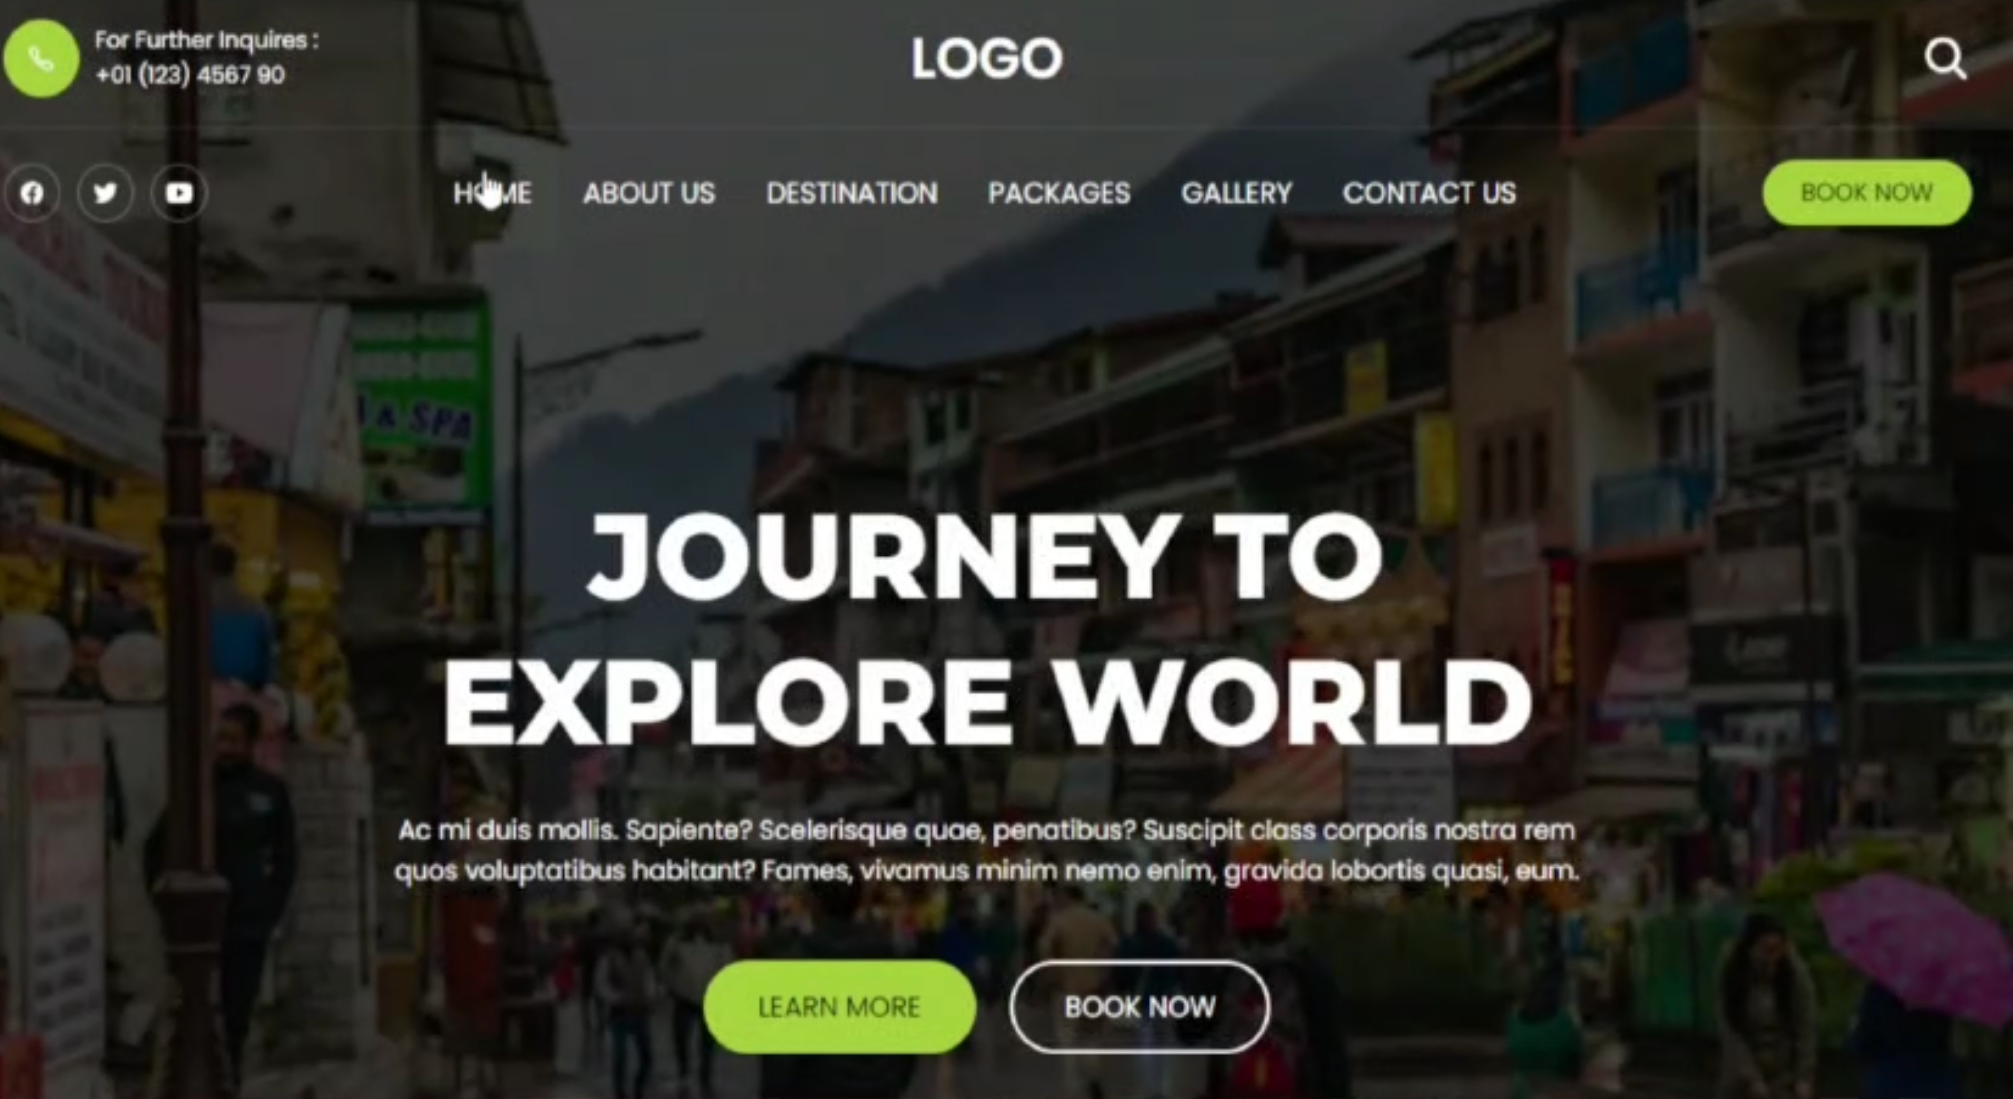 For Further Inquires :
+01 (123) 4567 90
LOGO
HOME ABOUT US DESTINATION PACKAGES GALLERY CONTACT US BOOK NOW
& SPA
JOURNEY TO
EXPLORE WORLD
Ac mi duis mollis. Sapiente? Scelerisque quae, penatibus? Suscipit class corporis nostra rem
quos voluptatibus habitant? Fames, vivamus minim nemo enim, gravida lobortis quasi, eum.
LEARN MORE BOOK NOW